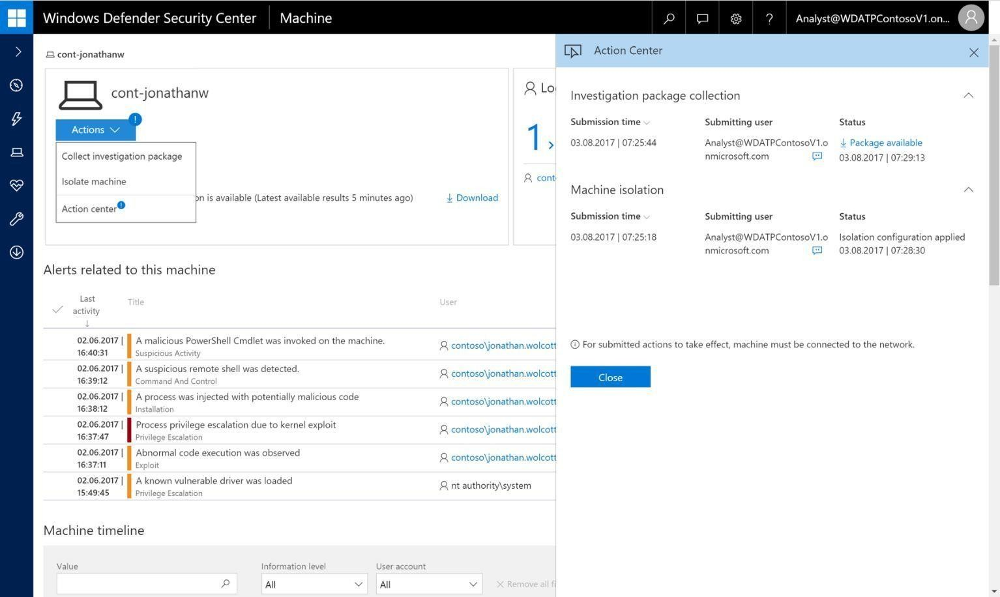 Windows Defender Security Center
Machine
?
Analyst@WDATPContosoV1.on...
cont-jonathanw
cont-jonathanw
Actions
!
Collect investigation package
Isolate machine
Action center
!
on is available (Latest available results 5 minutes ago)
Download
Lo
1
cont
Alerts related to this machine
Last
activity
Title
User
02.06.2017 |
16:40:31
A malicious PowerShell Cmdlet was invoked on the machine.
Suspicious Activity
contoso\jonathan.wolcott
02.06.2017 |
16:39:12
A suspicious remote shell was detected.
Command And Control
contoso\jonathan.wolcott
02.06.2017 |
16:38:12
A process was injected with potentially malicious code
Installation
contoso\jonathan.wolcott
02.06.2017 |
16:37:47
Process privilege escalation due to kernel exploit
Privilege Escalation
contoso\jonathan.wolcott
02.06.2017 |
16:37:11
Abnormal code execution was observed
Exploit
contoso\jonathan.wolcott
02.06.2017 |
15:49:45
A known vulnerable driver was loaded
Privilege Escalation
nt authority\system
Machine timeline
Value
Information level
All
User account
All
Remove all fi
Action Center
Investigation package collection
Submission time
Submitting user
Status
03.08.2017 | 07:25:44
Analyst@WDATPContosoV1.o
nmicrosoft.com
Package available
03.08.2017 | 07:29:13
Machine isolation
Submission time
Submitting user
Status
03.08.2017 | 07:25:18
Analyst@WDATPContosoV1.o
nmicrosoft.com
Isolation configuration applied
03.08.2017 | 07:28:30
For submitted actions to take effect, machine must be connected to the network.
Close